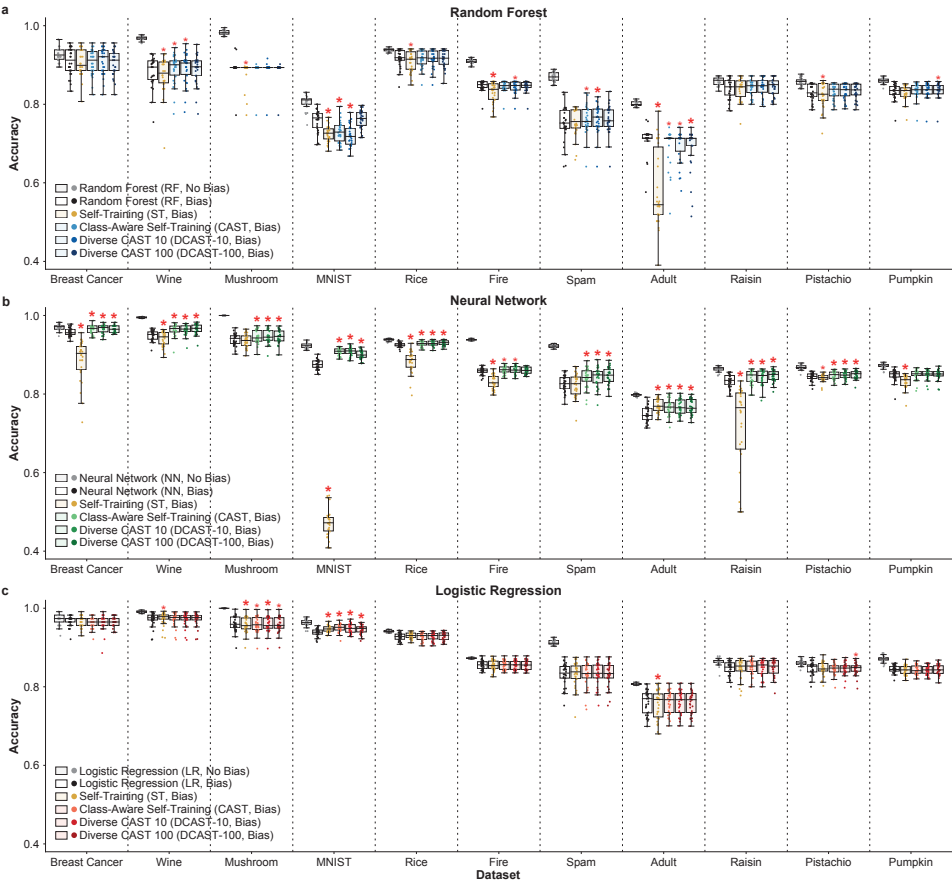 a
Random Forest
1.0
0.8
0.6
0.4
Accuracy
Random Forest (RF, No Bias)
Random Forest (RF, Bias)
Self-Training (ST, Bias)
Class-Aware Self-Training (CAST, Bias)
Diverse CAST 10 (DCAST-10, Bias)
Diverse CAST 100 (DCAST-100, Bias)
Breast Cancer Wine Mushroom MNIST Rice Fire Spam Adult Raisin Pistachio Pumpkin
b
Neural Network
1.0
0.8
0.6
0.4
Accuracy
Neural Network (NN, No Bias)
Neural Network (NN, Bias)
Self-Training (ST, Bias)
Class-Aware Self-Training (CAST, Bias)
Diverse CAST 10 (DCAST-10, Bias)
Diverse CAST 100 (DCAST-100, Bias)
Breast Cancer Wine Mushroom MNIST Rice Fire Spam Adult Raisin Pistachio Pumpkin
c
Logistic Regression
1.0
0.8
0.6
0.4
Accuracy
Logistic Regression (LR, No Bias)
Logistic Regression (LR, Bias)
Self-Training (ST, Bias)
Class-Aware Self-Training (CAST, Bias)
Diverse CAST 10 (DCAST-10, Bias)
Diverse CAST 100 (DCAST-100, Bias)
Breast Cancer Wine Mushroom MNIST Rice Fire Spam Adult Raisin Pistachio Pumpkin
Dataset